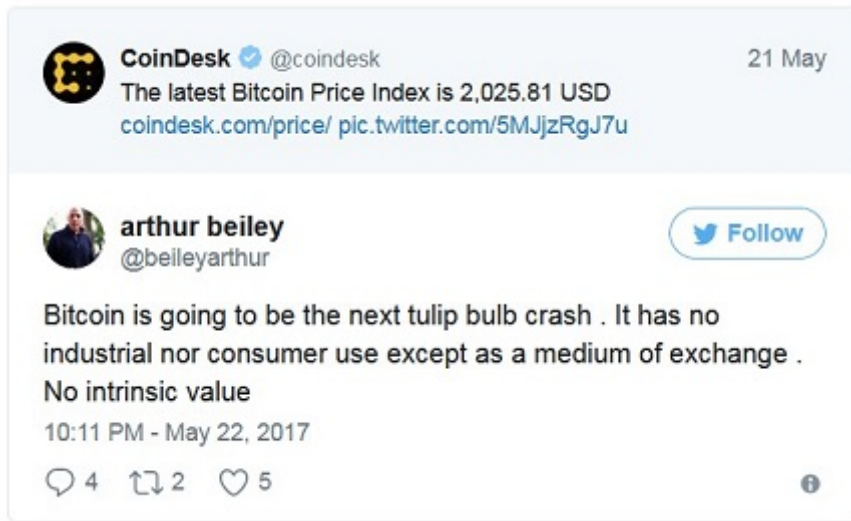 CoinDesk @coindesk 21 May
The latest Bitcoin Price Index is 2,025.81 USD
coindesk.com/price/ pic.twitter.com/5MJjzRgJ7u
arthur beiley
@beileyarthur
Follow
Bitcoin is going to be the next tulip bulb crash . It has no
industrial nor consumer use except as a medium of exchange .
No intrinsic value
10:11 PM - May 22, 2017
4 2 5